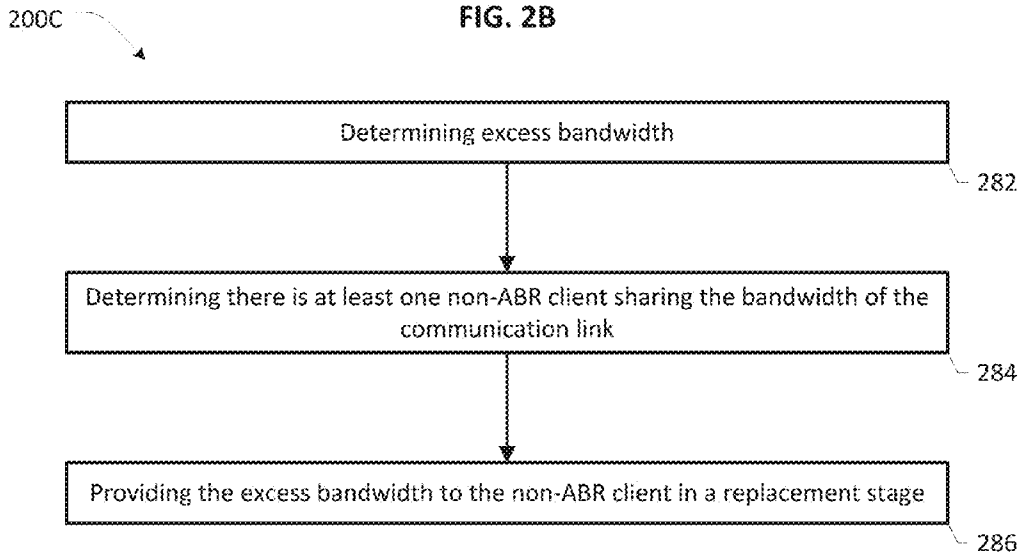 200C
FIG. 2B
Determining excess bandwidth
282
Determining there is at least one non-ABR client sharing the bandwidth of the
communication link
284
Providing the excess bandwidth to the non-ABR client in a replacement stage
286